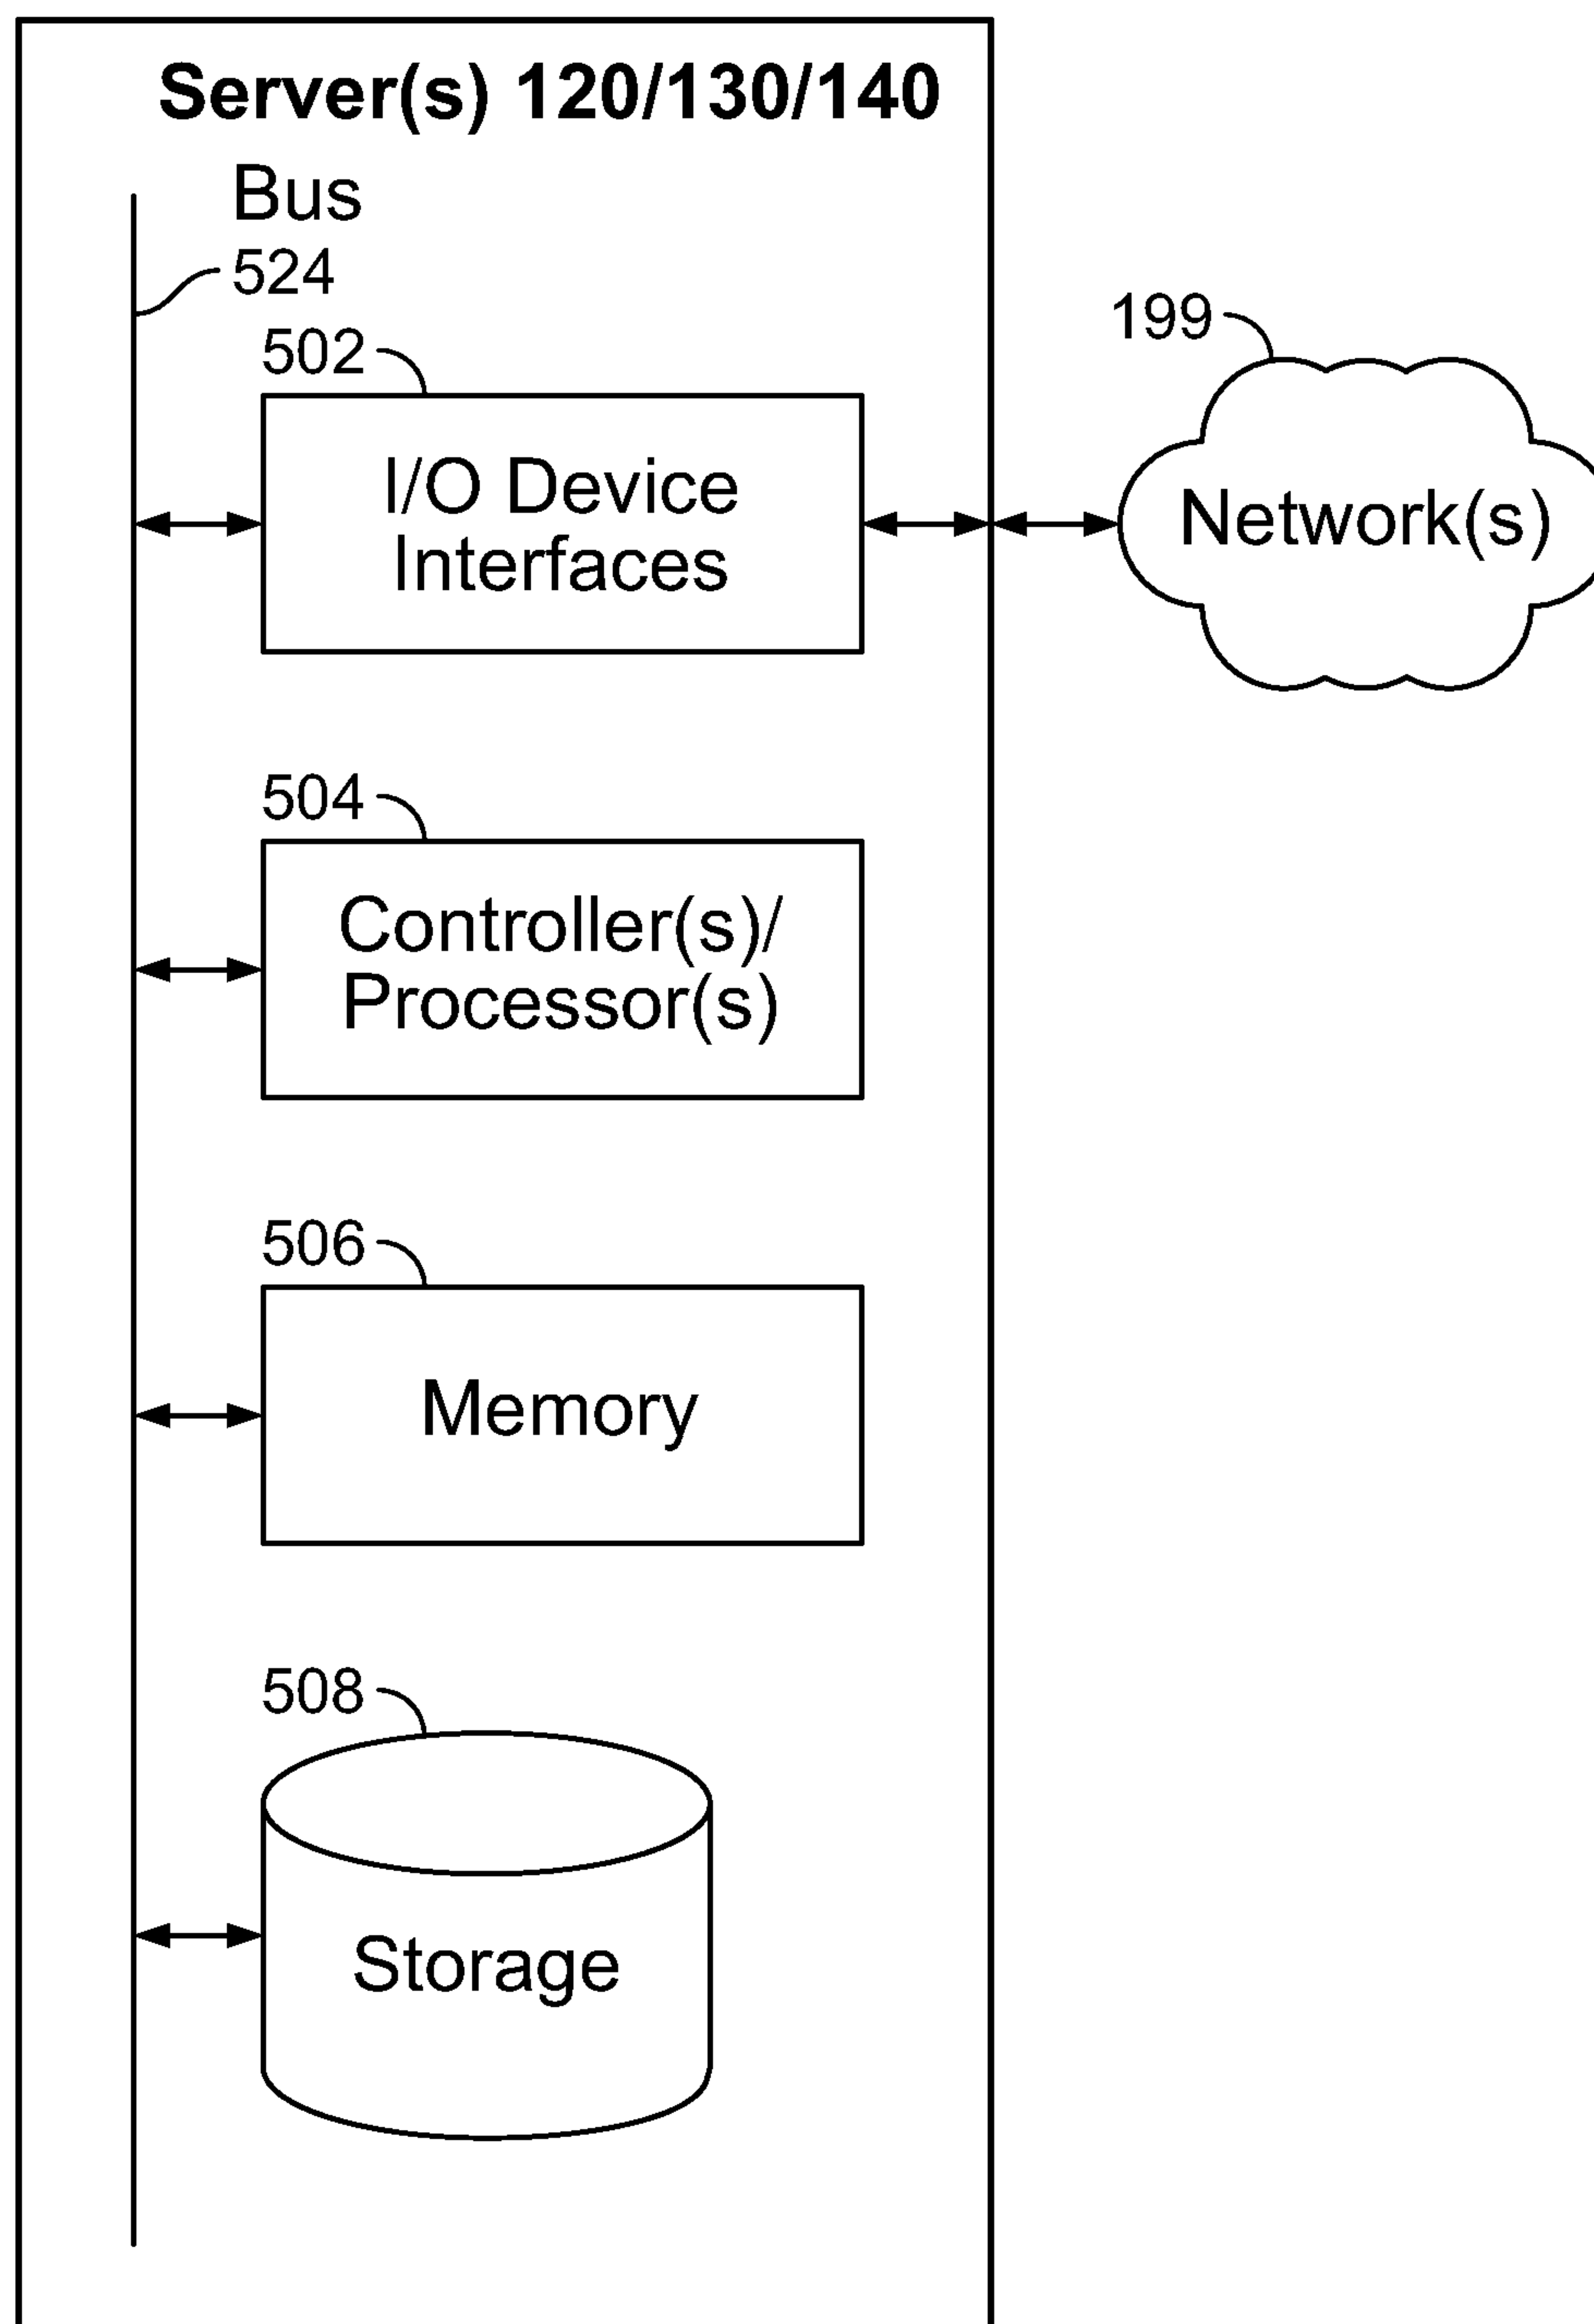 Server(s) 120/130/140
Bus
524
502
I/O Device
Interfaces
199
Network(s)
504
Controller(s)/
Processor(s)
506
Memory
508
Storage